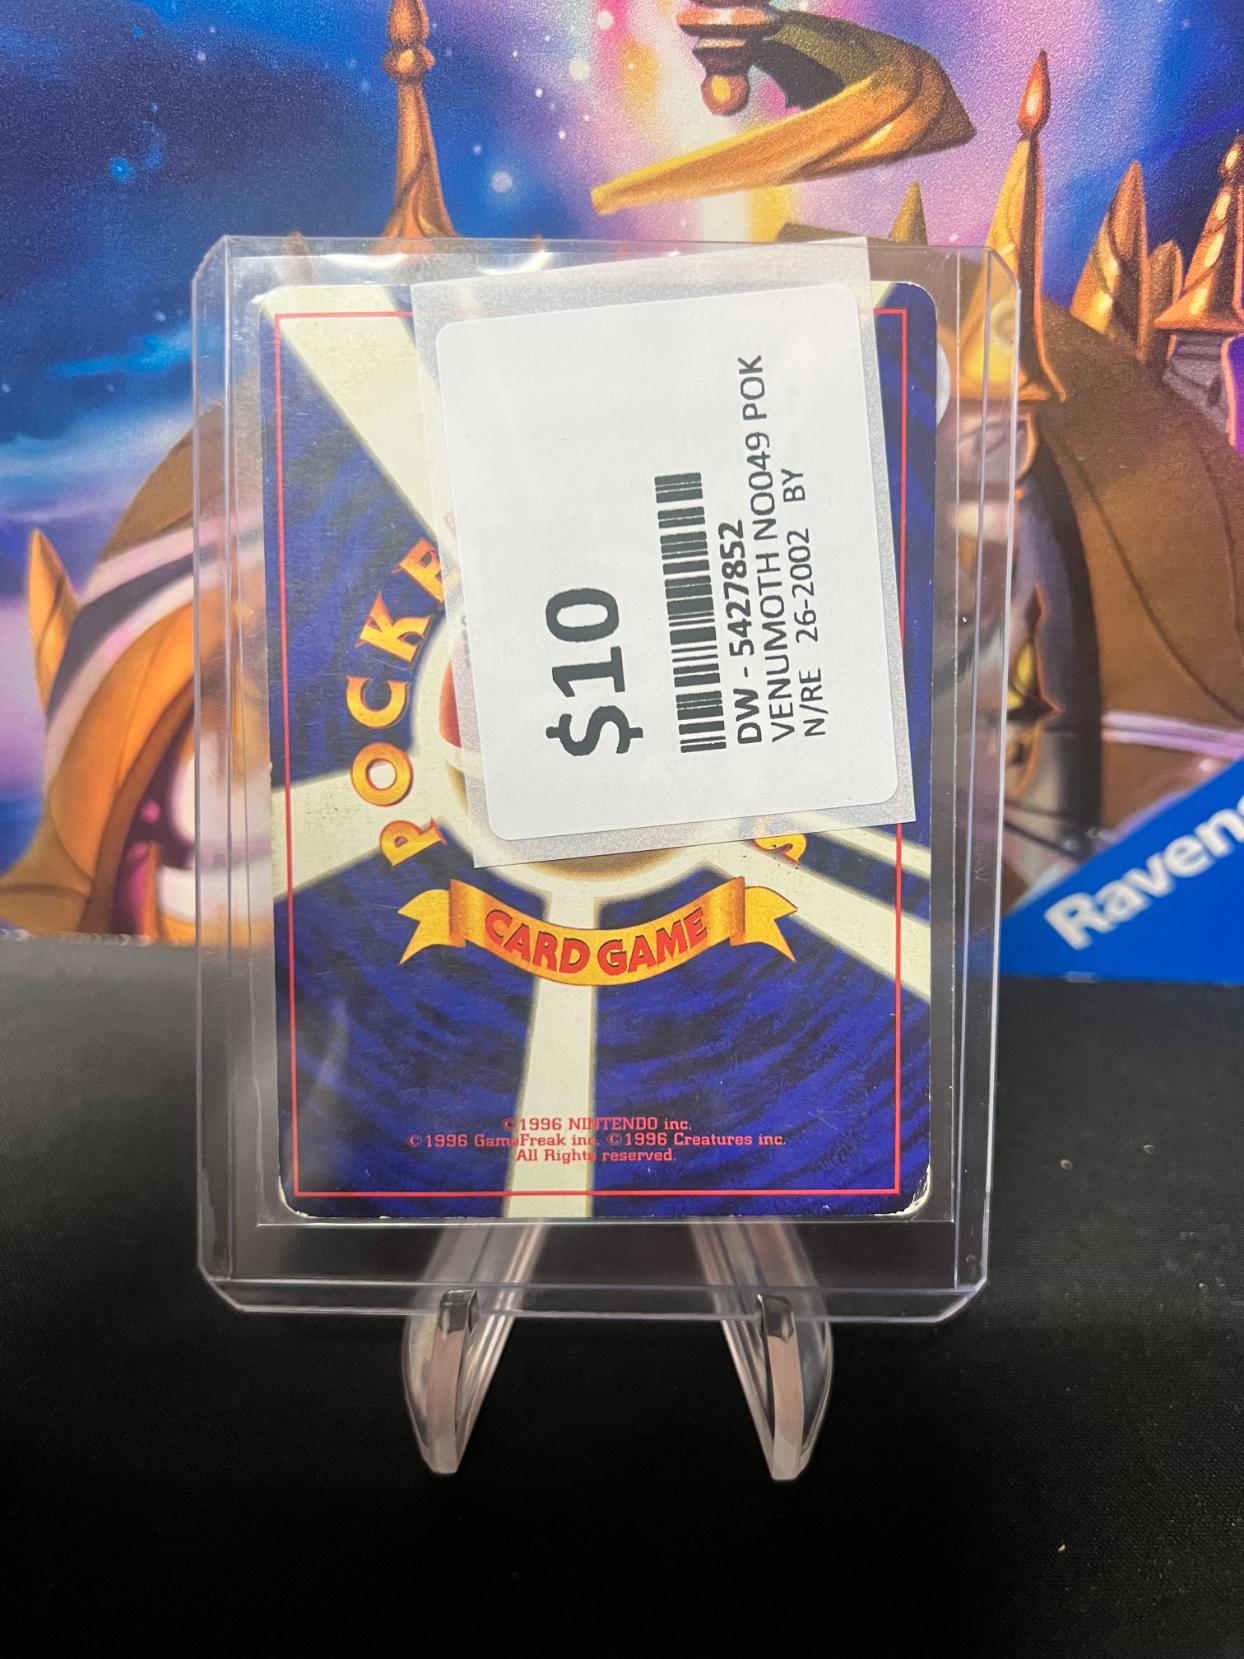 $10
DW - 5427852
VENUMOTH NO049 POK
N/RE 26-2002 BY
POCKE
S
CARD GAME
©1996 NINTENDO inc.
©1996 GameFreak inc. ©1996 Creatures inc.
All Rights reserved.
Ravens